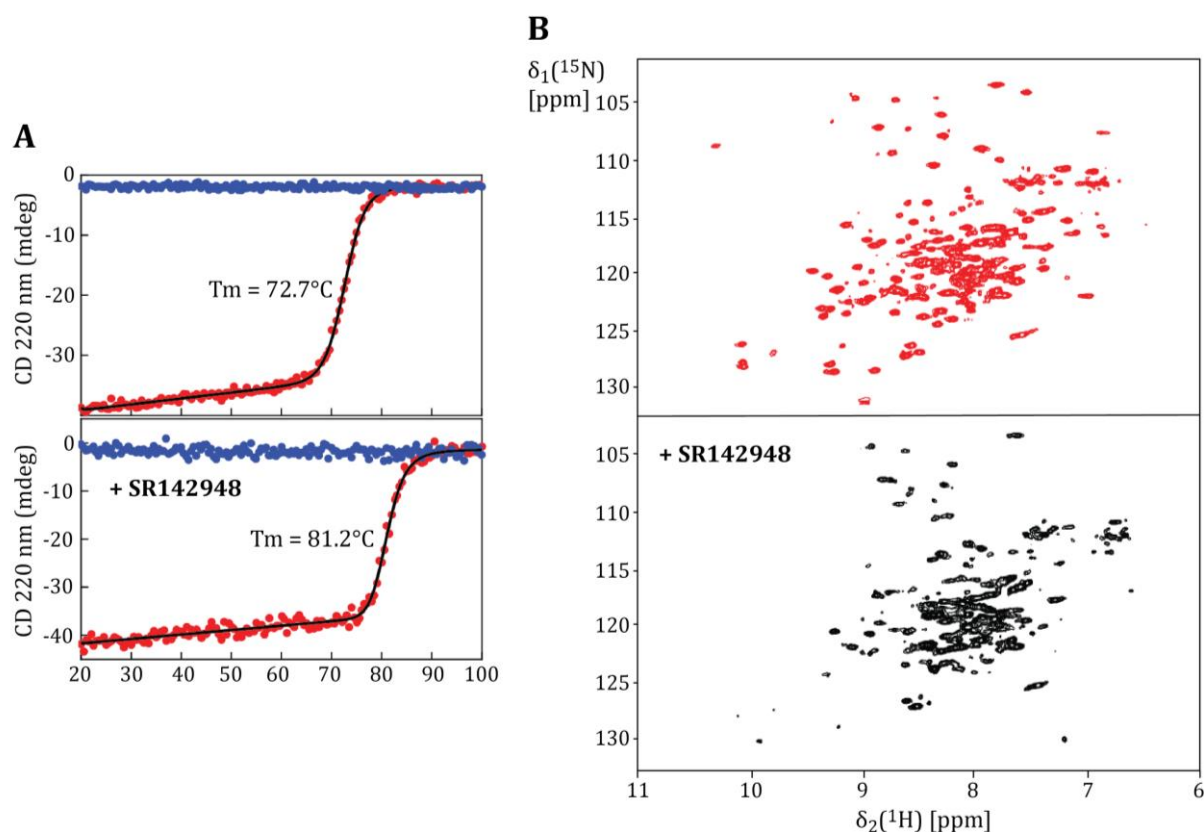 A
CD 220 nm (mdeg)
0
-10
-20
-30
Tm = 72.7°C
CD 220 nm (mdeg)
0
-10
-20
-30
-40
+ SR142948
Tm = 81.2°C
20 30 40 50 60 70 80 90 100
B
δ1(15N)
[ppm]
105
110
115
120
125
130
+ SR142948
105
110
115
120
125
130
11 10 9 8 7 6
δ2(1H) [ppm]